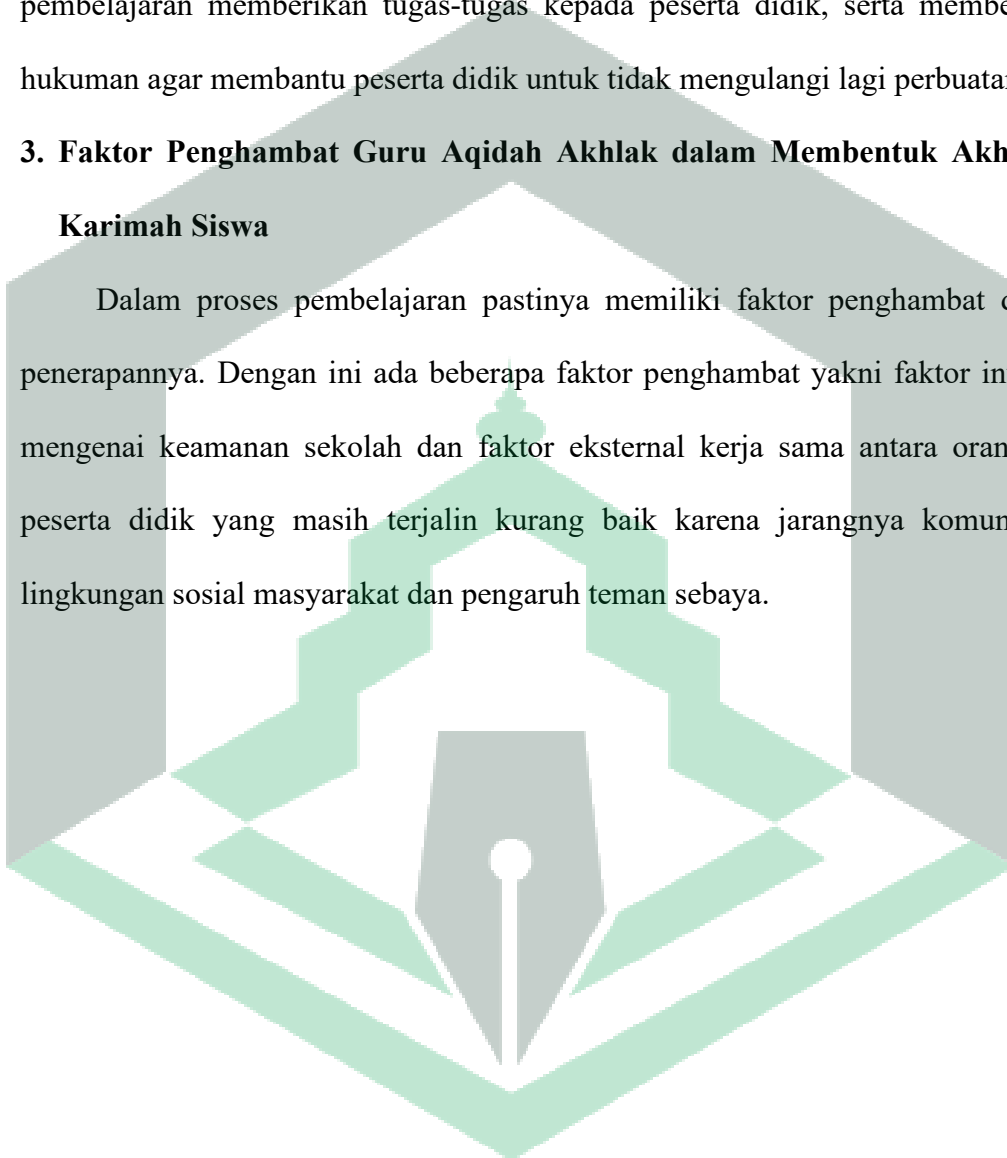 pembelajaran memberikan tugas-tugas kepada peserta didik, serta membe
hukuman agar membantu peserta didik untuk tidak mengulangi lagi perbuata
3. Faktor Penghambat Guru Aqidah Akhlak dalam Membentuk Akh
Karimah Siswa
Dalam proses pembelajaran pastinya memiliki faktor penghambat d
penerapannya. Dengan ini ada beberapa faktor penghambat yakni faktor in
mengenai keamanan sekolah dan faktor eksternal kerja sama antara oran
peserta didik yang masih terjalin kurang baik karena jarangnya komun
lingkungan sosial masyarakat dan pengaruh teman sebaya.